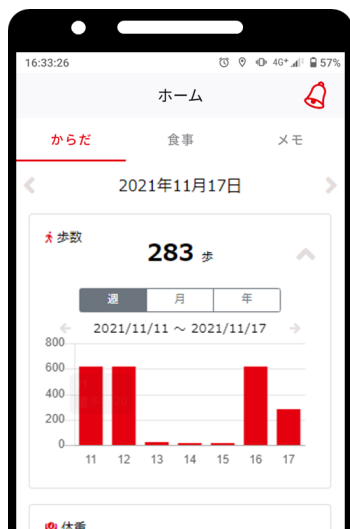 16:33:26 4G+ 57%
ホーム
からだ 食事 メモ
2021年11月17日
歩数
283 歩
週 月 年
2021/11/11 ～ 2021/11/17
800
600
400
200
0
11 12 13 14 15 16 17
体重